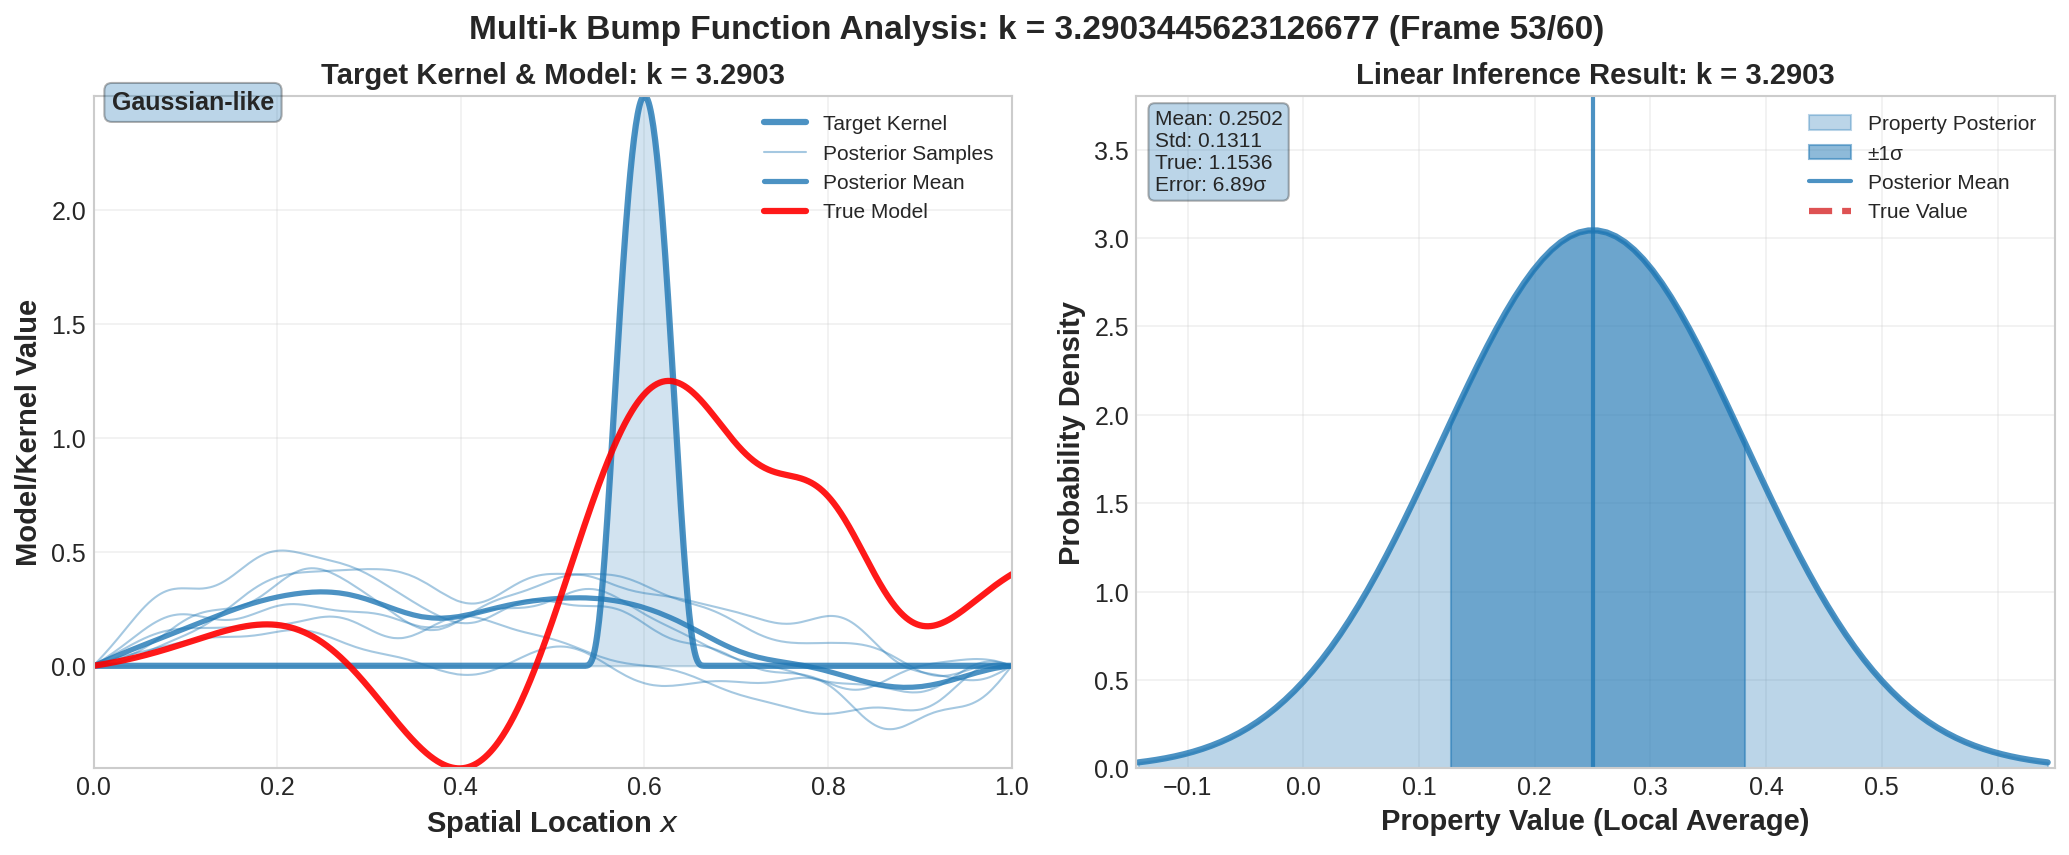 Multi-k Bump Function Analysis: k = 3.2903445623126677 (Frame 53/60)
Target Kernel & Model: k = 3.2903
Gaussian-like
Target Kernel
Posterior Samples
Posterior Mean
True Model
Model/Kernel Value
2.0
1.5
1.0
0.5
0.0
0.0
0.2
0.4
0.6
0.8
1.0
Spatial Location x
Linear Inference Result: k = 3.2903
Mean: 0.2502
Std: 0.1311
True: 1.1536
Error: 6.89σ
Property Posterior
±1σ
Posterior Mean
True Value
Probability Density
3.5
3.0
2.5
2.0
1.5
1.0
0.5
0.0
−0.1
0.0
0.1
0.2
0.3
0.4
0.5
0.6
Property Value (Local Average)